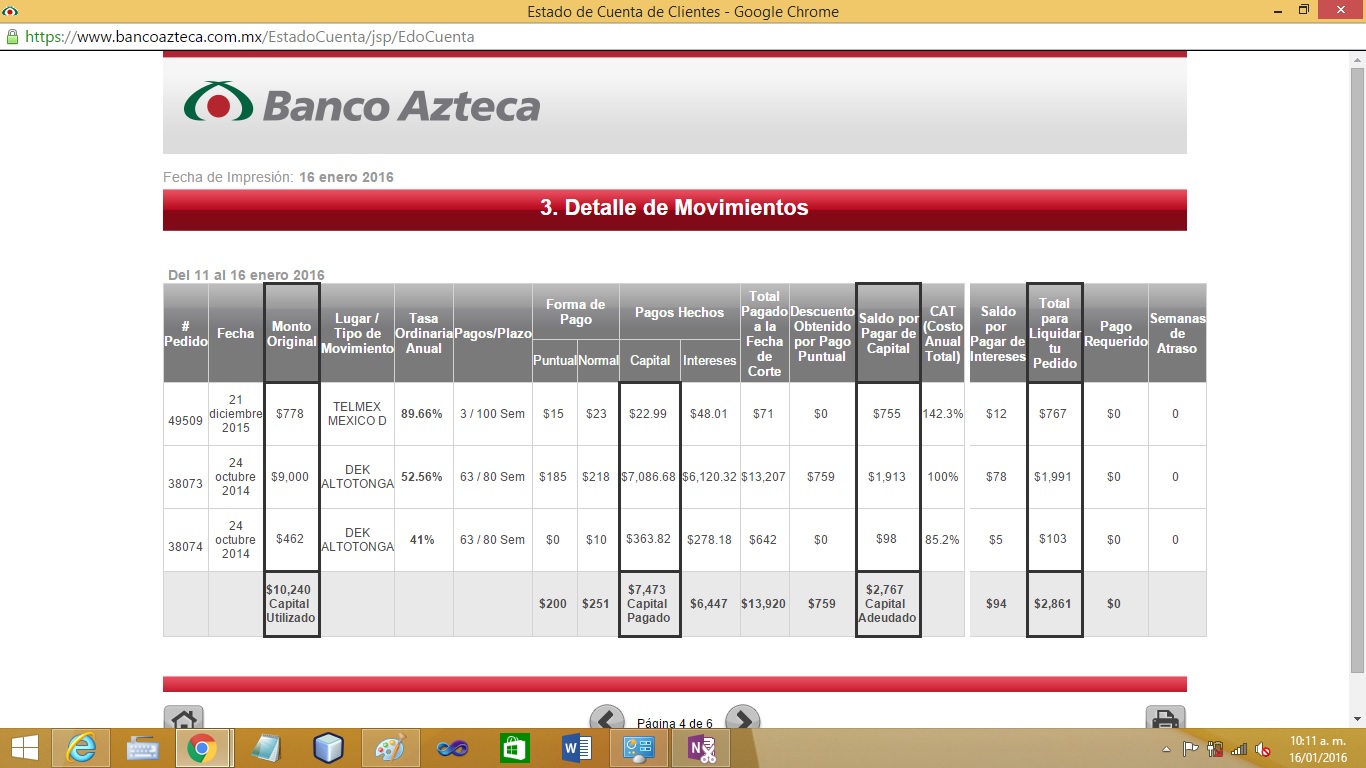 Estado de Cuenta de Clientes - Google Chrome
https://www.bancoazteca.com.mx/EstadoCuenta/jsp/EdoCuenta
Banco Azteca
Fecha de Impresión: 16 enero 2016
3. Detalle de Movimientos
Del 11 al 16 enero 2016
# Pedido
Fecha
Monto Original
Lugar / Tipo de Movimiento
Tasa Ordinaria Anual
Pagos/Plazo
Forma de Pago
Puntual
Normal
Pagos Hechos
Capital
Intereses
Total Pagado a la Fecha de Corte
Descuento Obtenido por Pago Puntual
Saldo por Pagar de Capital
CAT (Costo Anual Total)
Saldo por Pagar de Intereses
Total para Liquidar tu Pedido
Pago Requerido
Semanas de Atraso
49509 21 diciembre 2015 $778 TELMEX MEXICO D 89.66% 3 / 100 Sem $15 $23 $22.99 $48.01 $71 $0 $755 142.3% $12 $767 $0 0
38073 24 octubre 2014 $9,000 DEK ALTOTONGA 52.56% 63 / 80 Sem $185 $218 $7,086.68 $6,120.32 $13,207 $759 $1,913 100% $78 $1,991 $0 0
38074 24 octubre 2014 $462 DEK ALTOTONGA 41% 63 / 80 Sem $0 $10 $363.82 $278.18 $642 $0 $98 85.2% $5 $103 $0 0
$10,240 Capital Utilizado $200 $251 $7,473 Capital Pagado $6,447 $13,920 $759 $2,767 Capital Adeudado $94 $2,861 $0
Página 4 de 6
10:11 a. m.
16/01/2016